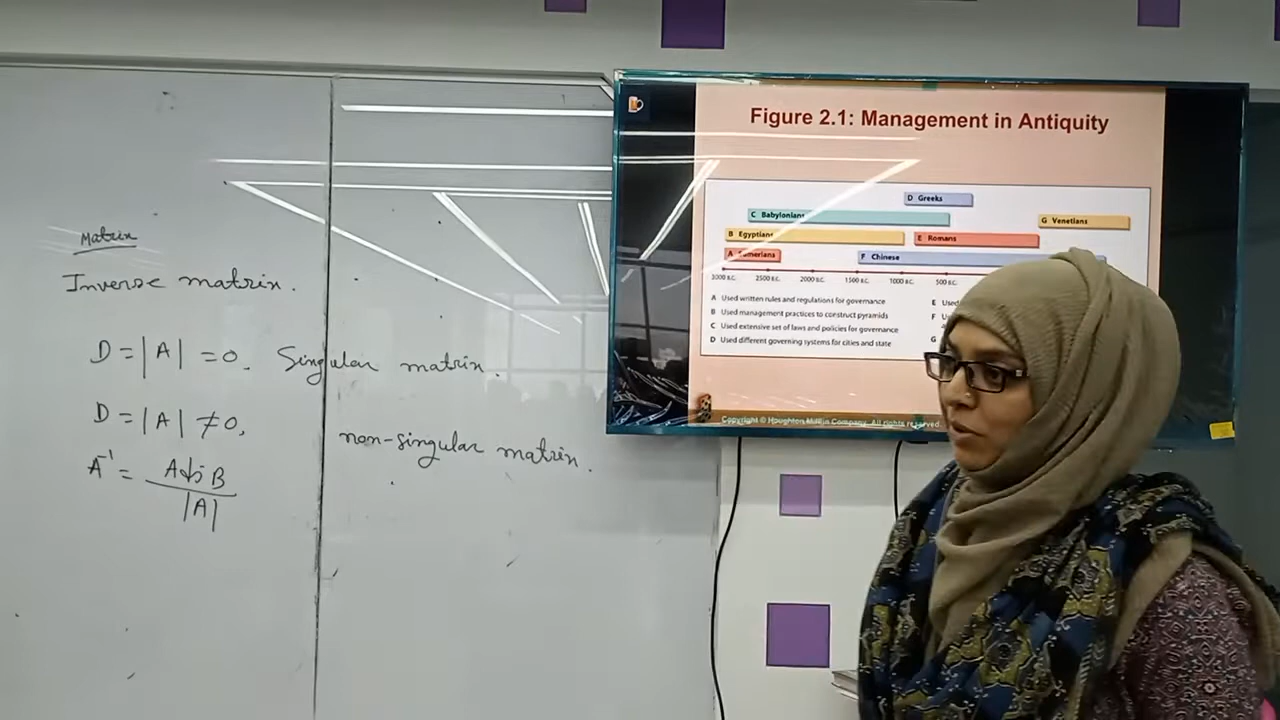 Matrix
Inverse matrix.
D = |A| = 0. Singular matrix.
D = |A| ≠ 0,
non-singular matrix.
A⁻¹ = Adj B
|A|
Figure 2.1: Management in Antiquity
D Greeks
C Babylonians
G Venetians
B Egyptians
E Romans
A Sumerians
F Chinese
3000 B.C. 2500 B.C. 2000 B.C. 1500 B.C. 1000 B.C. 500 B.C.
A Used written rules and regulations for governance
E Used
B Used management practices to construct pyramids
F
C Used extensive set of laws and policies for governance
G
D Used different governing systems for cities and state
Copyright © Houghton Mifflin Company. All rights reserved.